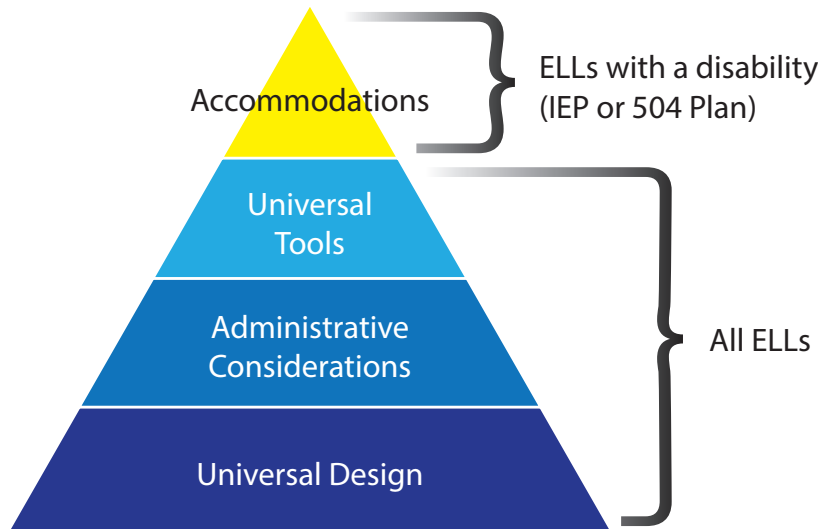 Accommodations
ELLs with a disability
(IEP or 504 Plan)
Universal
Tools
Administrative
Considerations
All ELLs
Universal Design